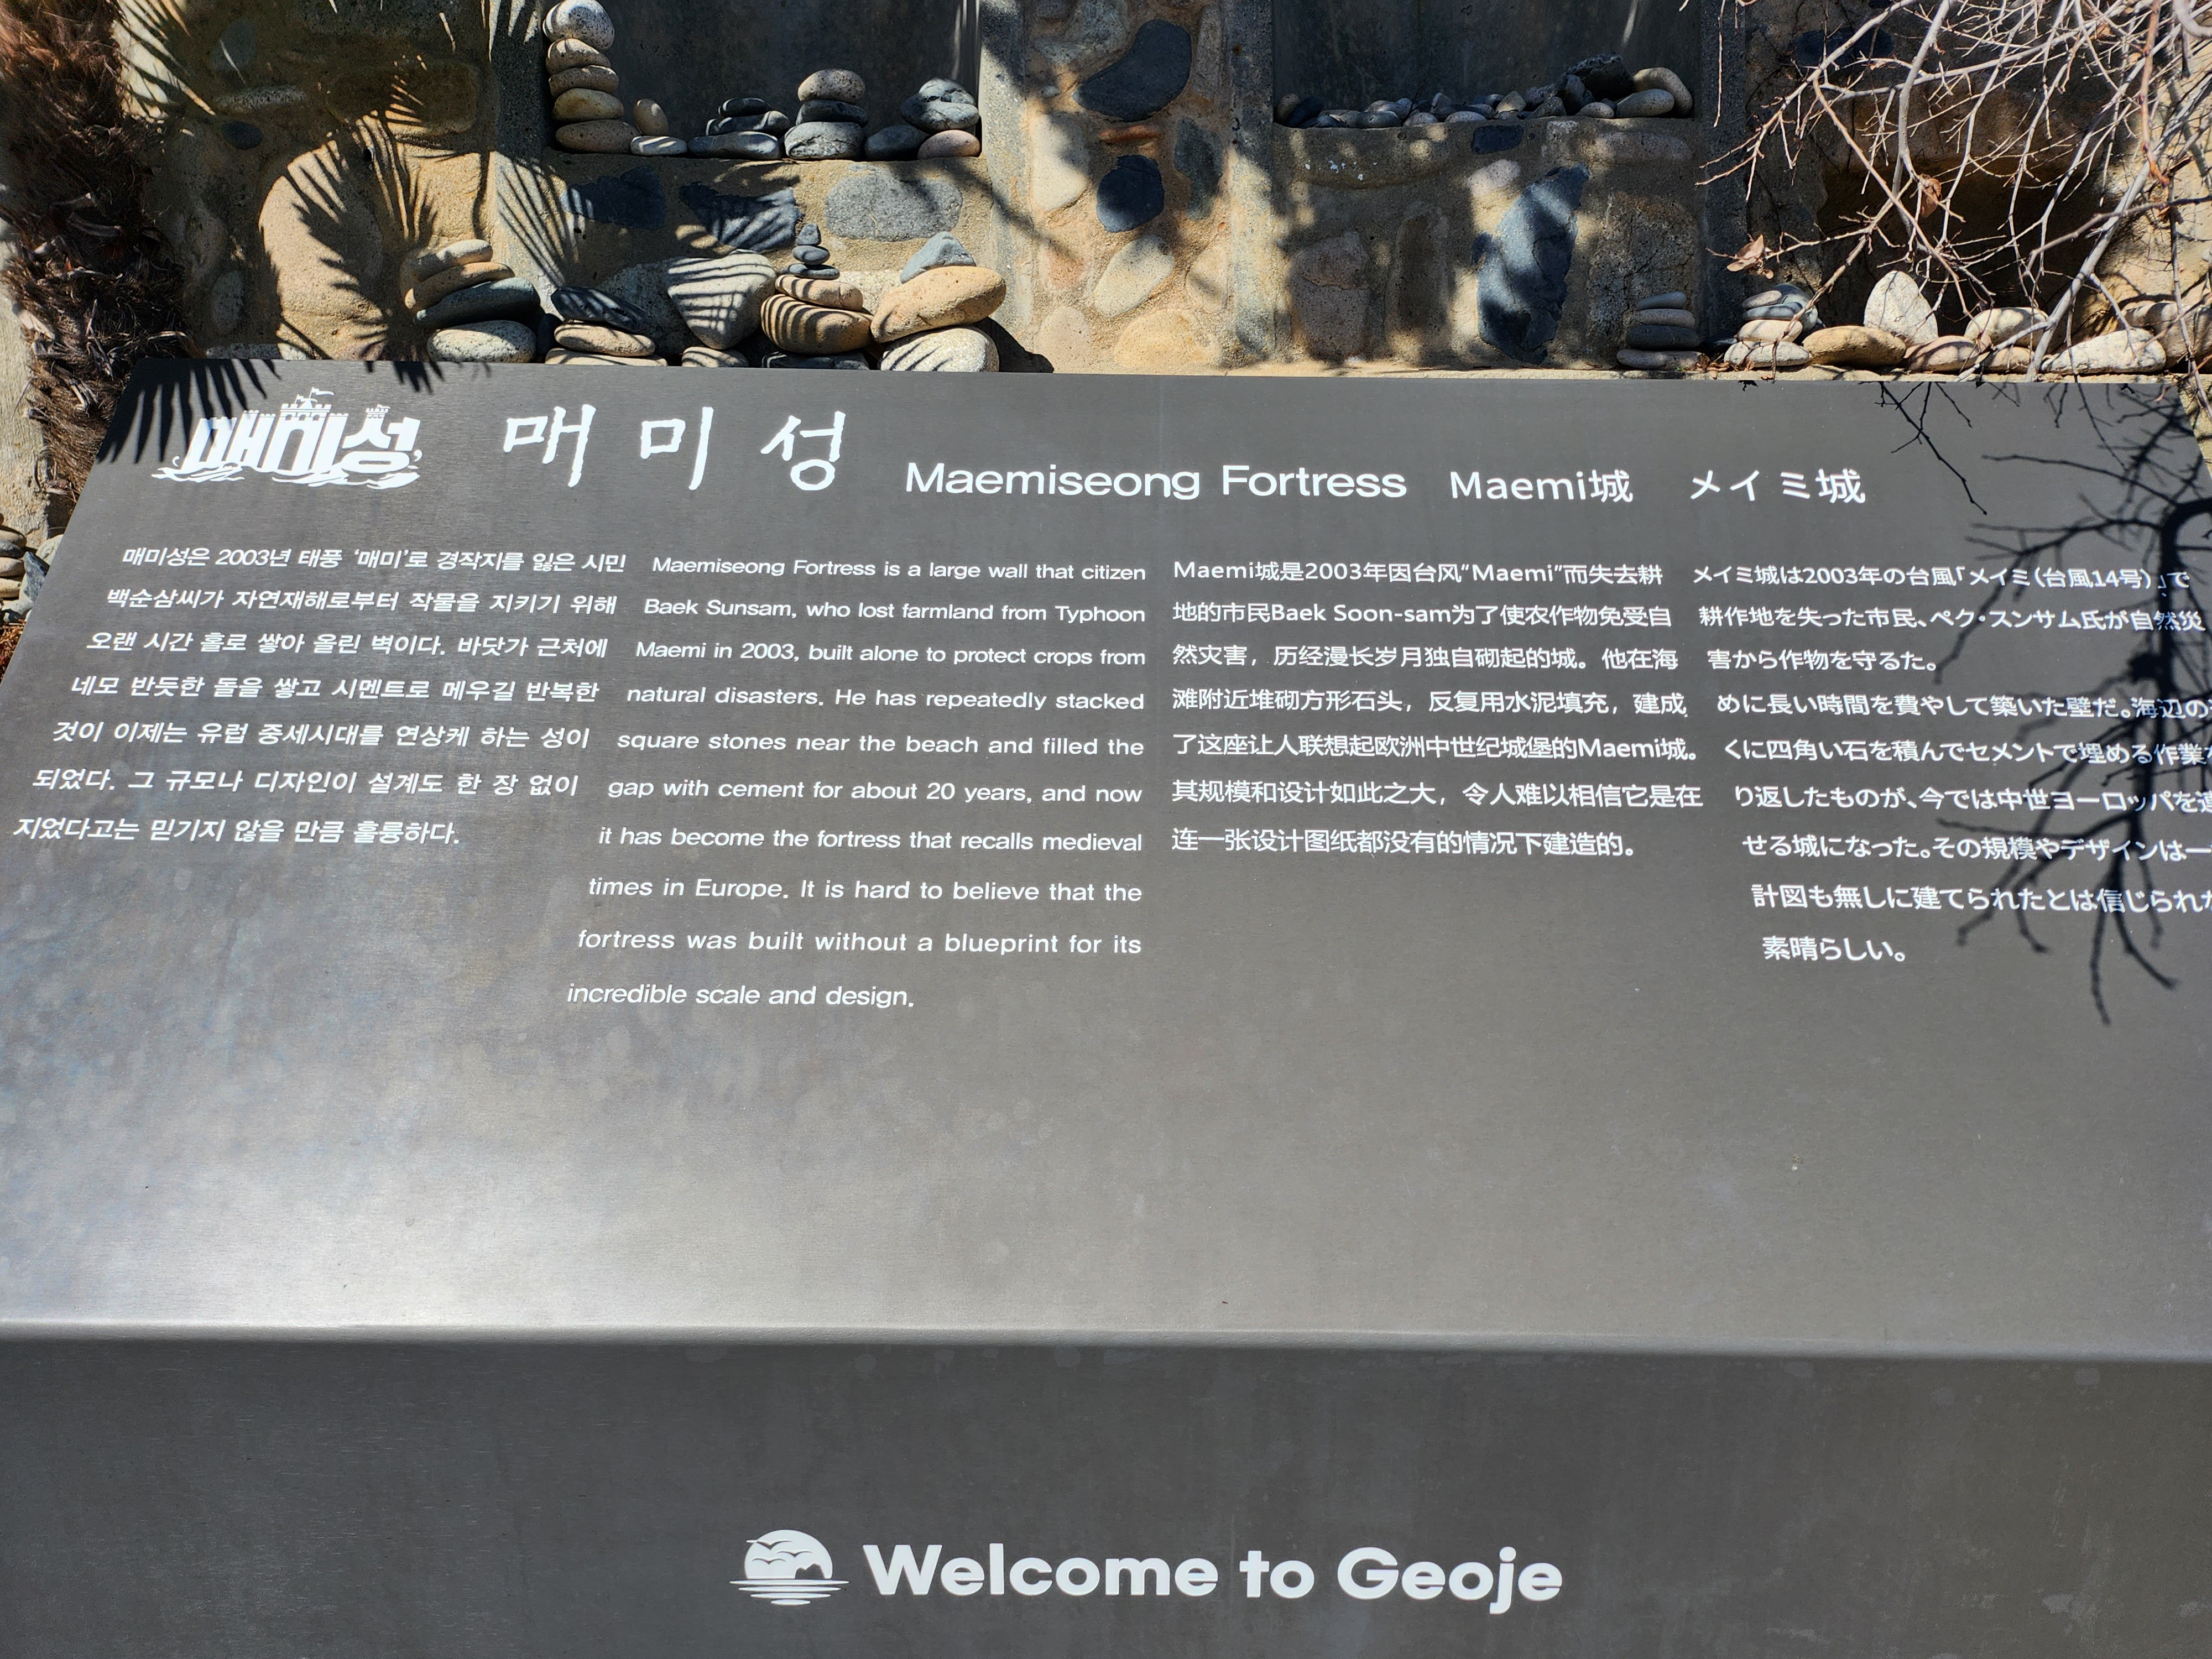 매미성
매미성 Maemiseong Fortress Maemi城 メイミ城
매미성은 2003년 태풍 ‘매미’로 경작지를 잃은 시민
백순삼씨가 자연재해로부터 작물을 지키기 위해
오랜 시간 홀로 쌓아 올린 벽이다. 바닷가 근처에
네모 반듯한 돌을 쌓고 시멘트로 메우길 반복한
것이 이제는 유럽 중세시대를 연상케 하는 성이
되었다. 그 규모나 디자인이 설계도 한 장 없이
지었다고는 믿기지 않을 만큼 훌륭하다.
Maemiseong Fortress is a large wall that citizen
Baek Sunsam, who lost farmland from Typhoon
Maemi in 2003, built alone to protect crops from
natural disasters. He has repeatedly stacked
square stones near the beach and filled the
gap with cement for about 20 years, and now
it has become the fortress that recalls medieval
times in Europe. It is hard to believe that the
fortress was built without a blueprint for its
incredible scale and design.
Maemi城是2003年因台风“Maemi”而失去耕
地的市民Baek Soon-sam为了使农作物免受自
然灾害，历经漫长岁月独自砌起的城。他在海
滩附近堆砌方形石头，反复用水泥填充，建成
了这座让人联想起欧洲中世纪城堡的Maemi城。
其规模和设计如此之大，令人难以相信它是在
连一张设计图纸都没有的情况下建造的。
メイミ城は2003年の台風「メイミ（台風14号）」で
耕作地を失った市民、ペク・スンサム氏が自然災
害から作物を守るた。
めに長い時間を費やして築いた壁だ。海辺の
くに四角い石を積んでセメントで埋める作業
り返したものが、今では中世ヨーロッパを
せる城になった。その規模やデザインは一
計図も無しに建てられたとは信じられ
素晴らしい。
Welcome to Geoje